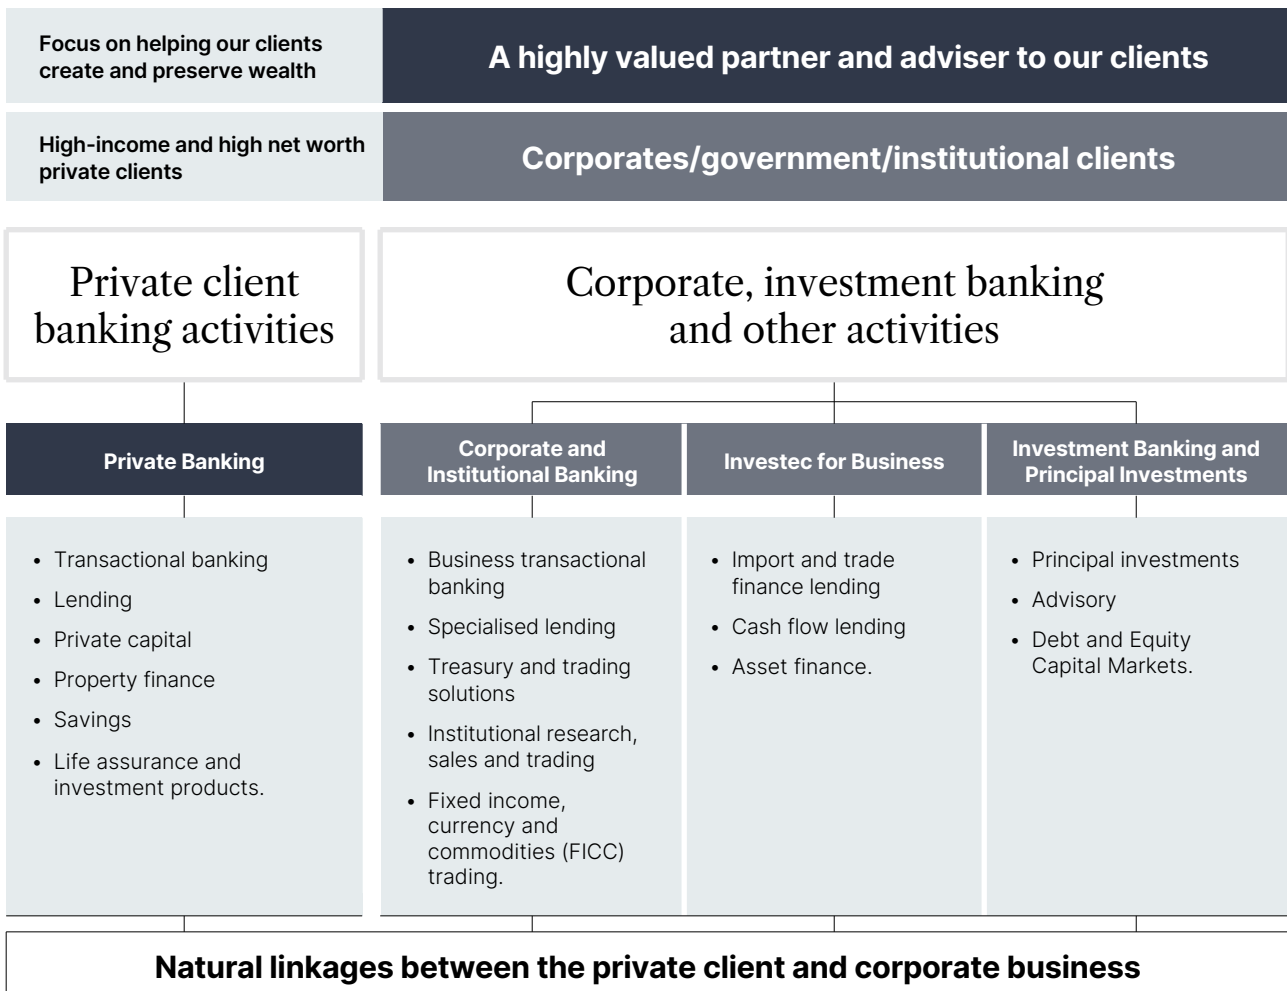 Focus on helping our clients
create and preserve wealth
A highly valued partner and adviser to our clients
High-income and high net worth
private clients
Corporates/government/institutional clients
Private client
banking activities
Corporate, investment banking
and other activities
Private Banking
• Transactional banking
• Lending
• Private capital
• Property finance
• Savings
• Life assurance and
investment products.
Corporate and
Institutional Banking
• Business transactional
banking
• Specialised lending
• Treasury and trading
solutions
• Institutional research,
sales and trading
• Fixed income,
currency and
commodities (FICC)
trading.
Investec for Business
• Import and trade
finance lending
• Cash flow lending
• Asset finance.
Investment Banking and
Principal Investments
• Principal investments
• Advisory
• Debt and Equity
Capital Markets.
Natural linkages between the private client and corporate business